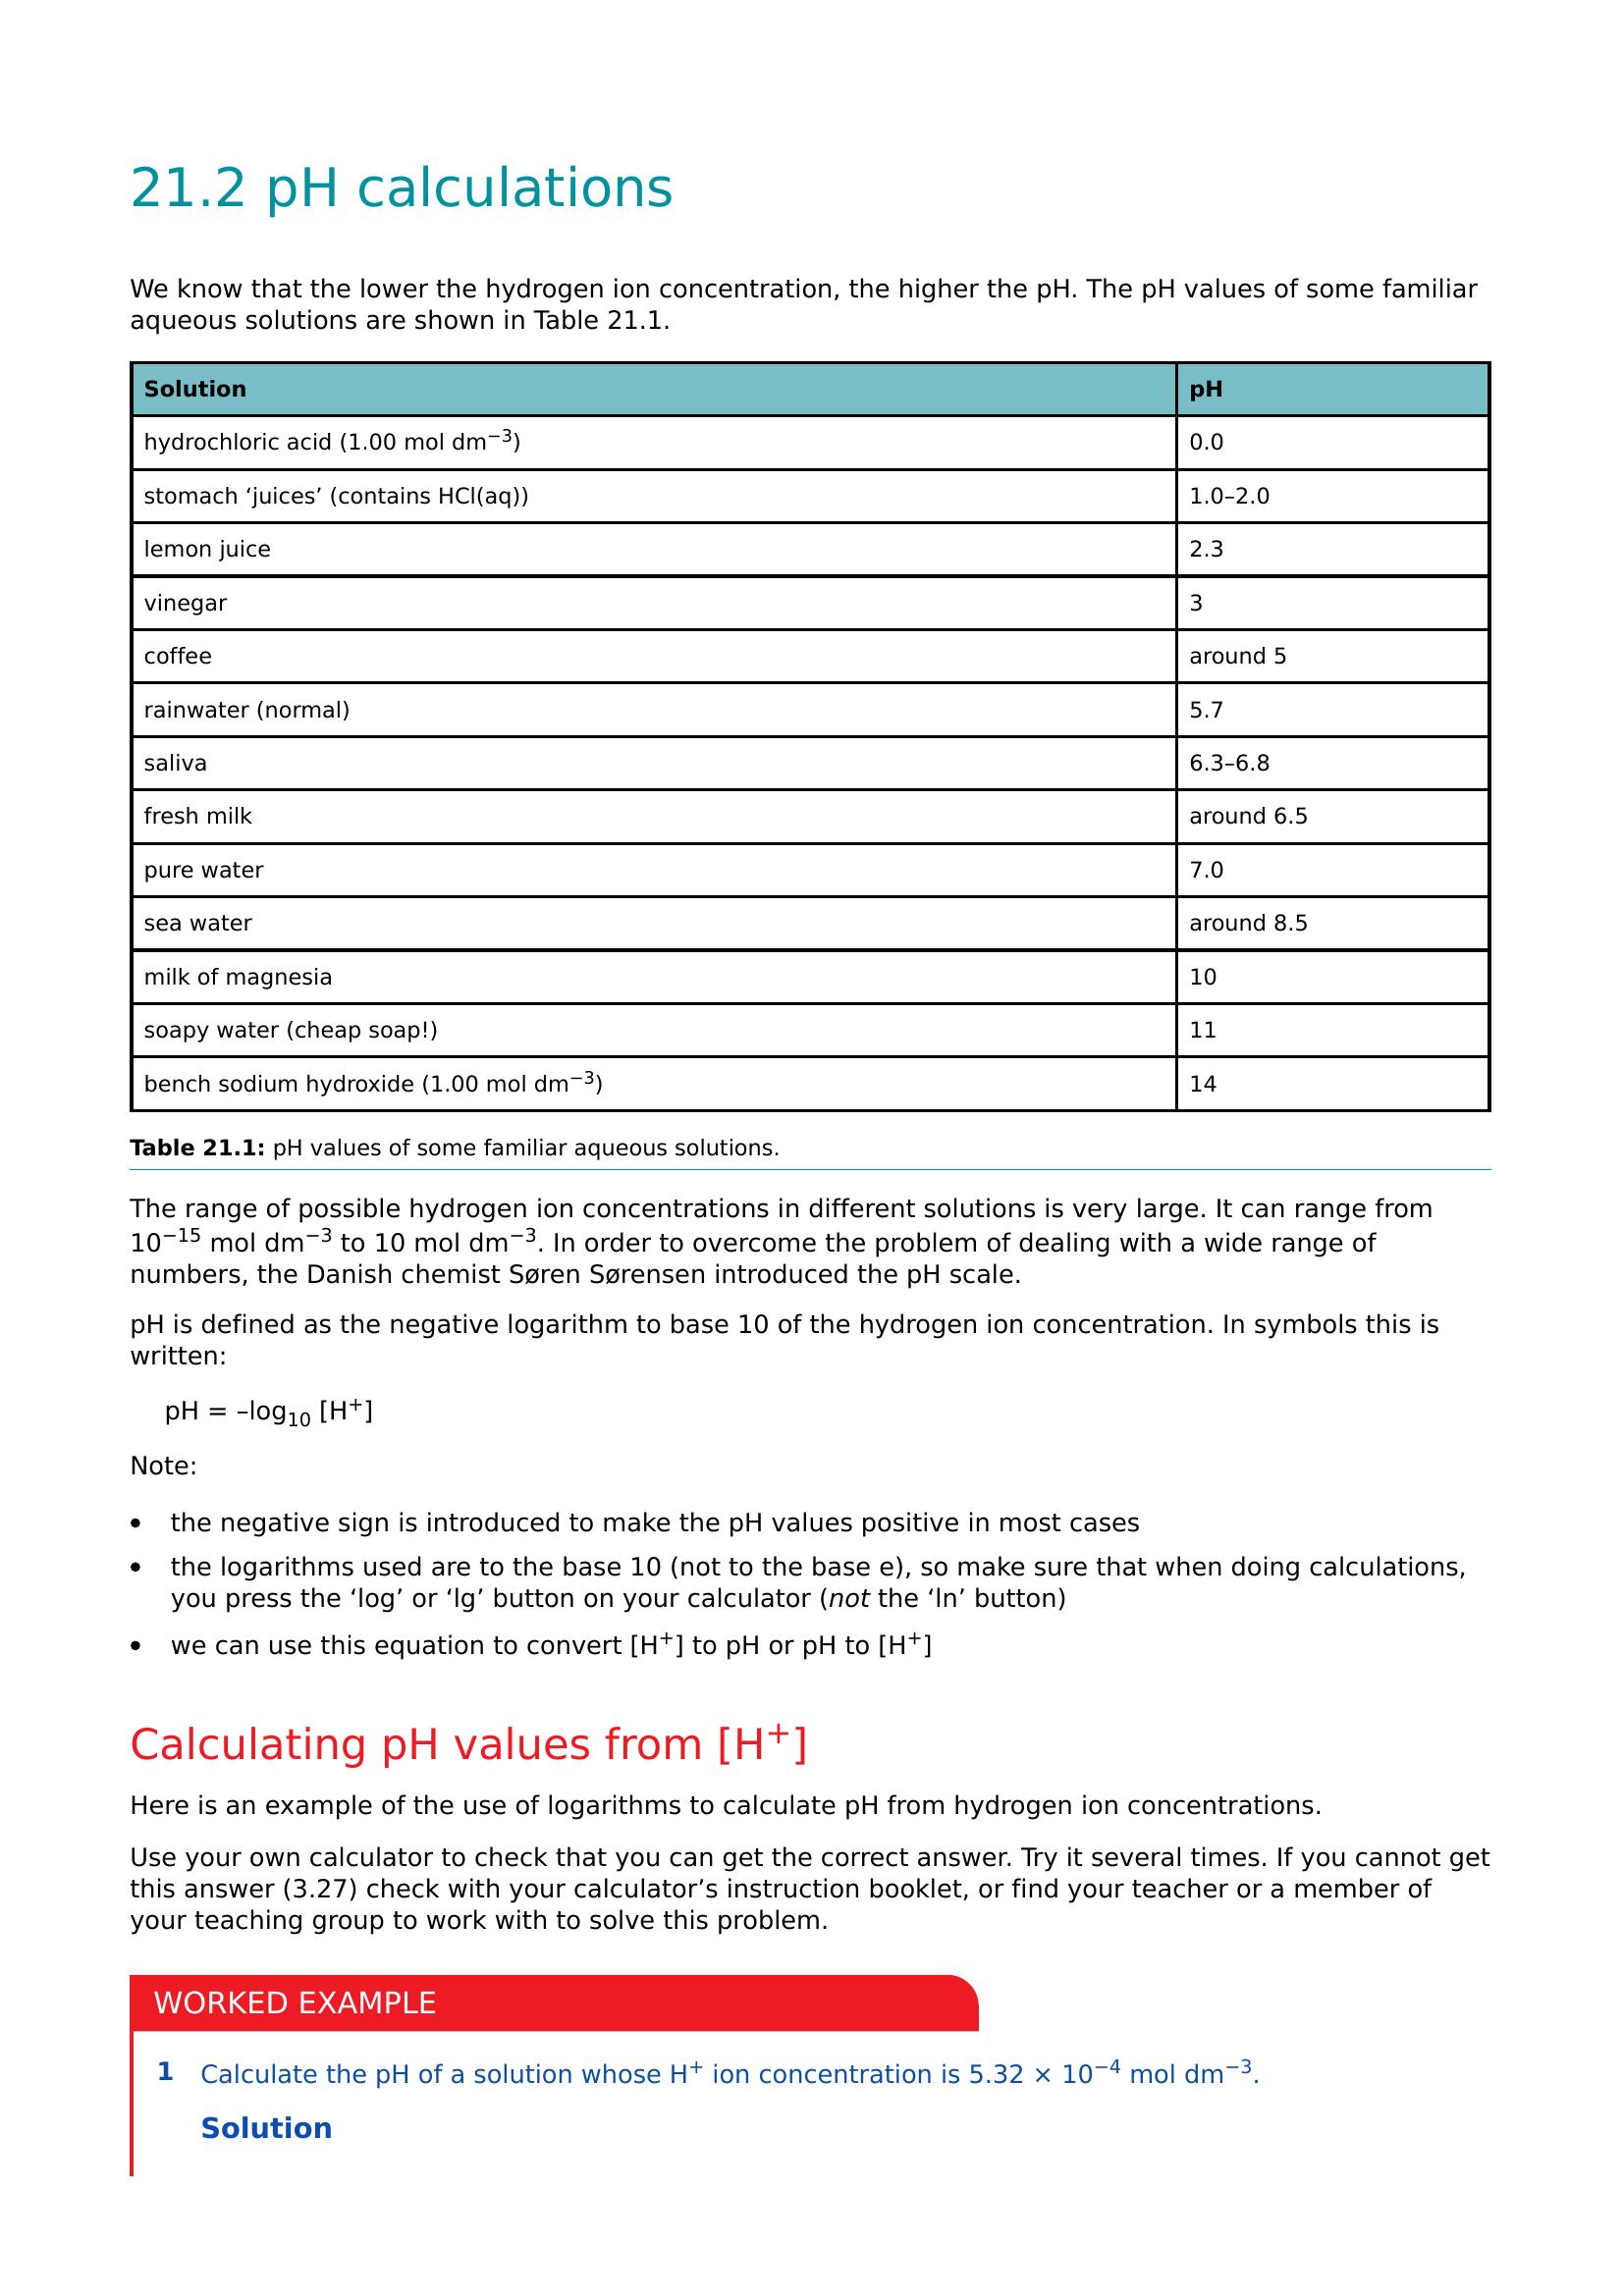 21.2 pH calculations
We know that the lower the hydrogen ion concentration, the higher the pH. The pH values of some familiar
aqueous solutions are shown in Table 21.1.
Solution pH
hydrochloric acid (1.00 mol dm⁻³) 0.0
stomach ‘juices’ (contains HCl(aq)) 1.0–2.0
lemon juice 2.3
vinegar 3
coffee around 5
rainwater (normal) 5.7
saliva 6.3–6.8
fresh milk around 6.5
pure water 7.0
sea water around 8.5
milk of magnesia 10
soapy water (cheap soap!) 11
bench sodium hydroxide (1.00 mol dm⁻³) 14
Table 21.1: pH values of some familiar aqueous solutions.
The range of possible hydrogen ion concentrations in different solutions is very large. It can range from
10⁻¹⁵ mol dm⁻³ to 10 mol dm⁻³. In order to overcome the problem of dealing with a wide range of
numbers, the Danish chemist Søren Sørensen introduced the pH scale.
pH is defined as the negative logarithm to base 10 of the hydrogen ion concentration. In symbols this is
written:
pH = –log₁₀ [H⁺]
Note:
• the negative sign is introduced to make the pH values positive in most cases
• the logarithms used are to the base 10 (not to the base e), so make sure that when doing calculations,
you press the ‘log’ or ‘lg’ button on your calculator (not the ‘ln’ button)
• we can use this equation to convert [H⁺] to pH or pH to [H⁺]
Calculating pH values from [H⁺]
Here is an example of the use of logarithms to calculate pH from hydrogen ion concentrations.
Use your own calculator to check that you can get the correct answer. Try it several times. If you cannot get
this answer (3.27) check with your calculator’s instruction booklet, or find your teacher or a member of
your teaching group to work with to solve this problem.
WORKED EXAMPLE
1 Calculate the pH of a solution whose H⁺ ion concentration is 5.32 × 10⁻⁴ mol dm⁻³.
Solution